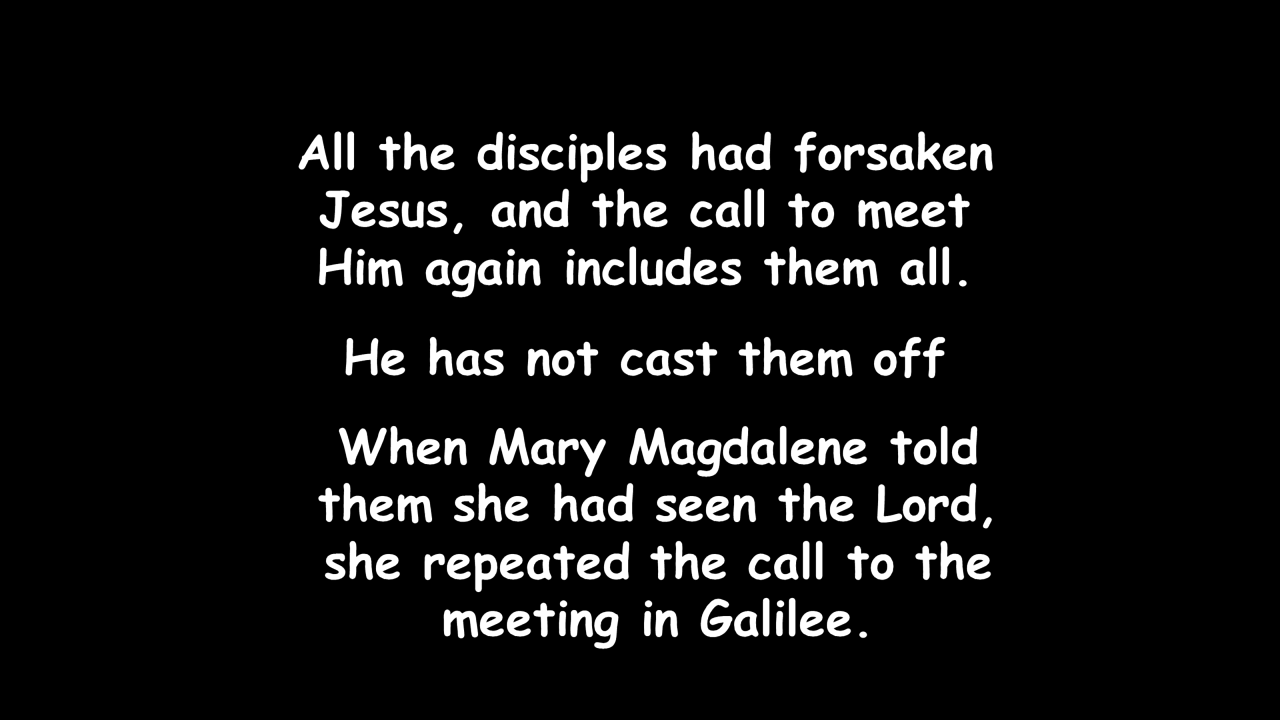 All the disciples had forsaken
Jesus, and the call to meet
Him again includes them all.
He has not cast them off
When Mary Magdalene told
them she had seen the Lord,
she repeated the call to the
meeting in Galilee.